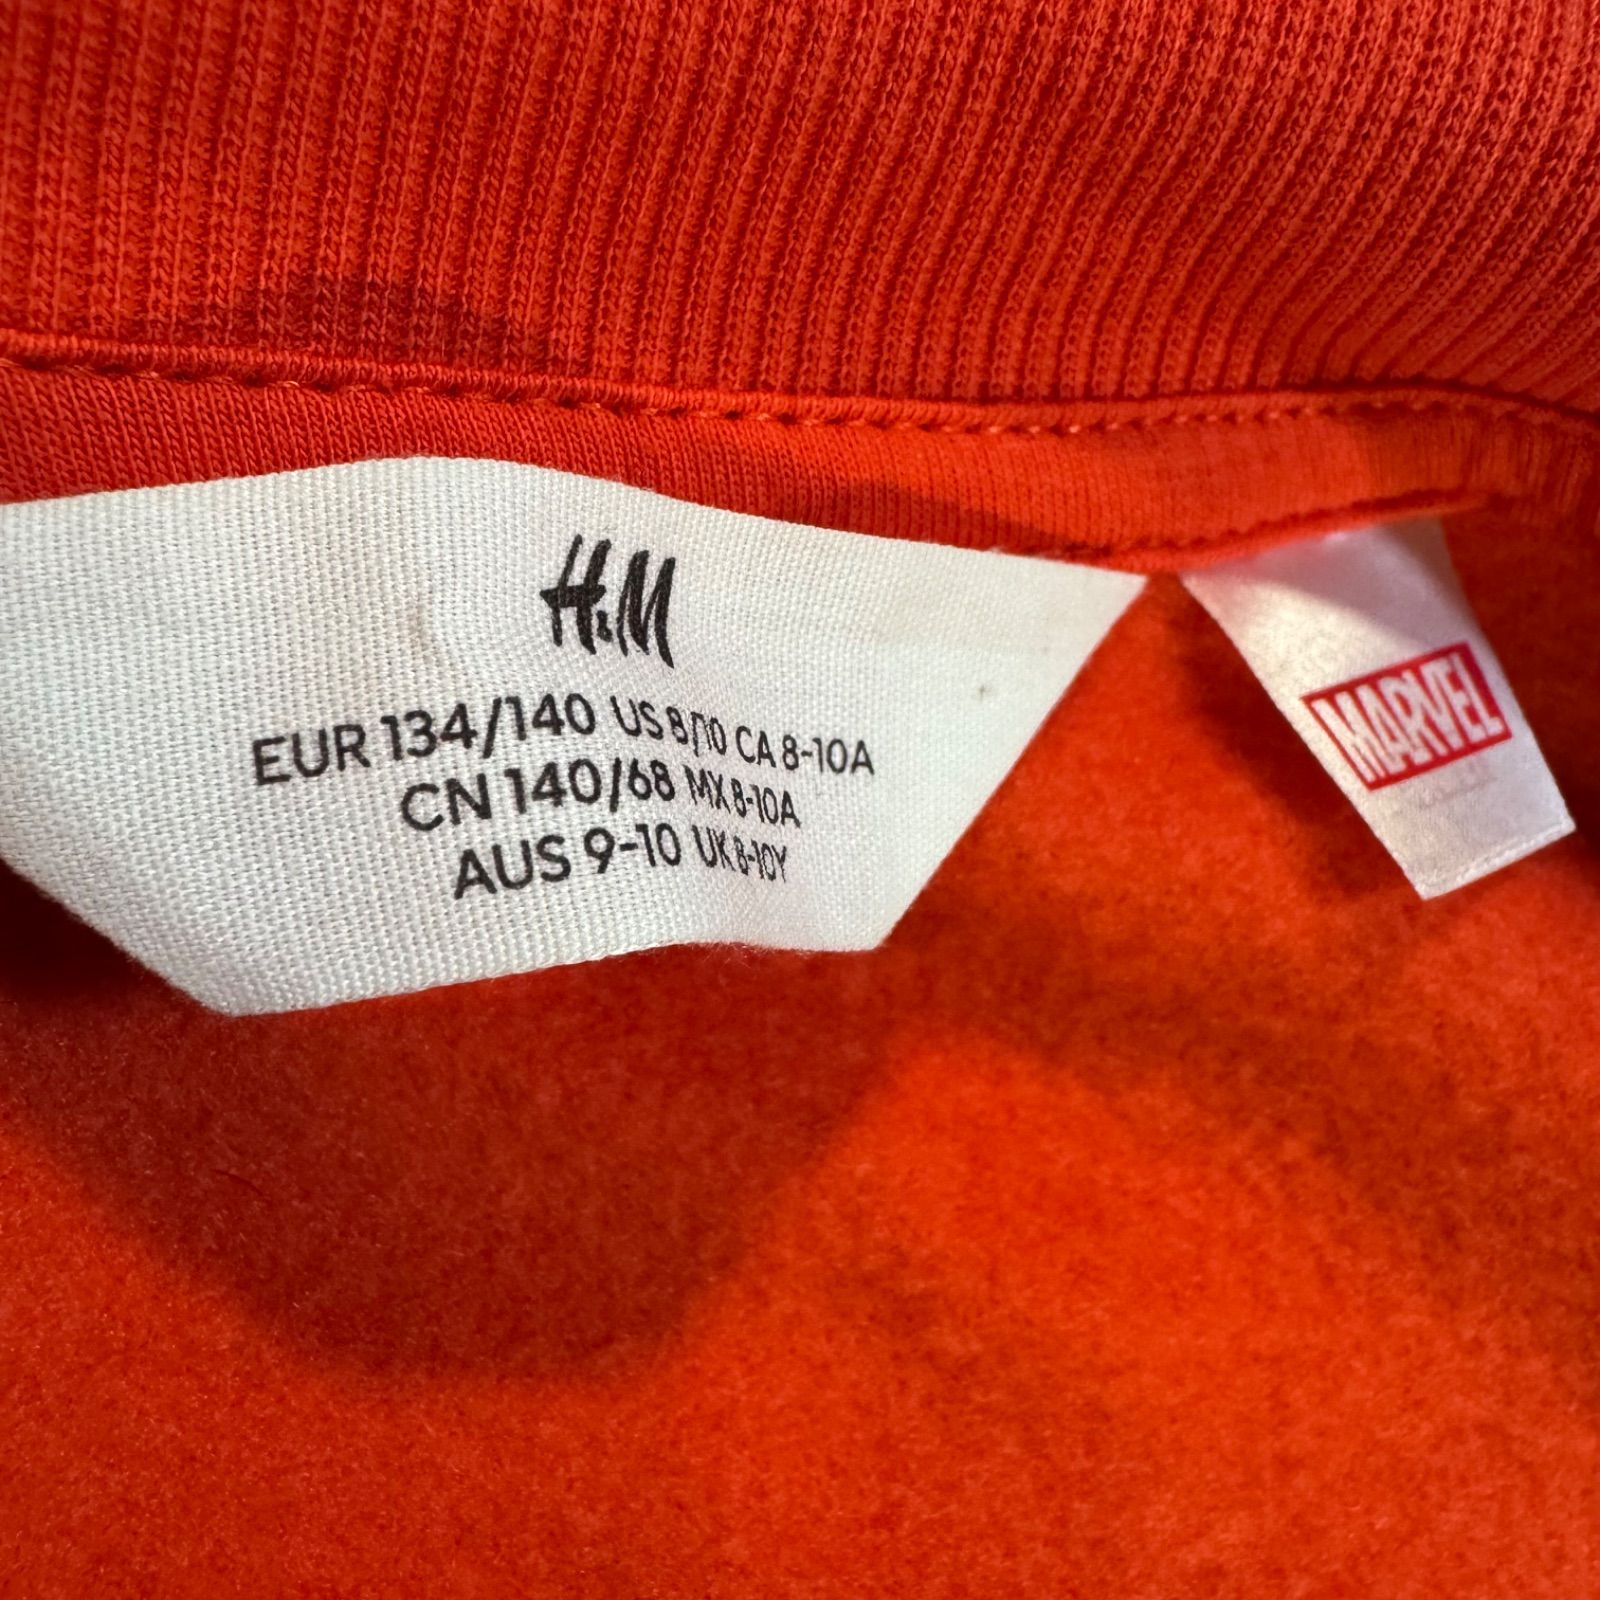 H&M
EUR 134/140 US 8/10 CA 8-10A
CN 140/68 MX 8-10A
AUS 9-10 UK 8-10Y
MARVEL